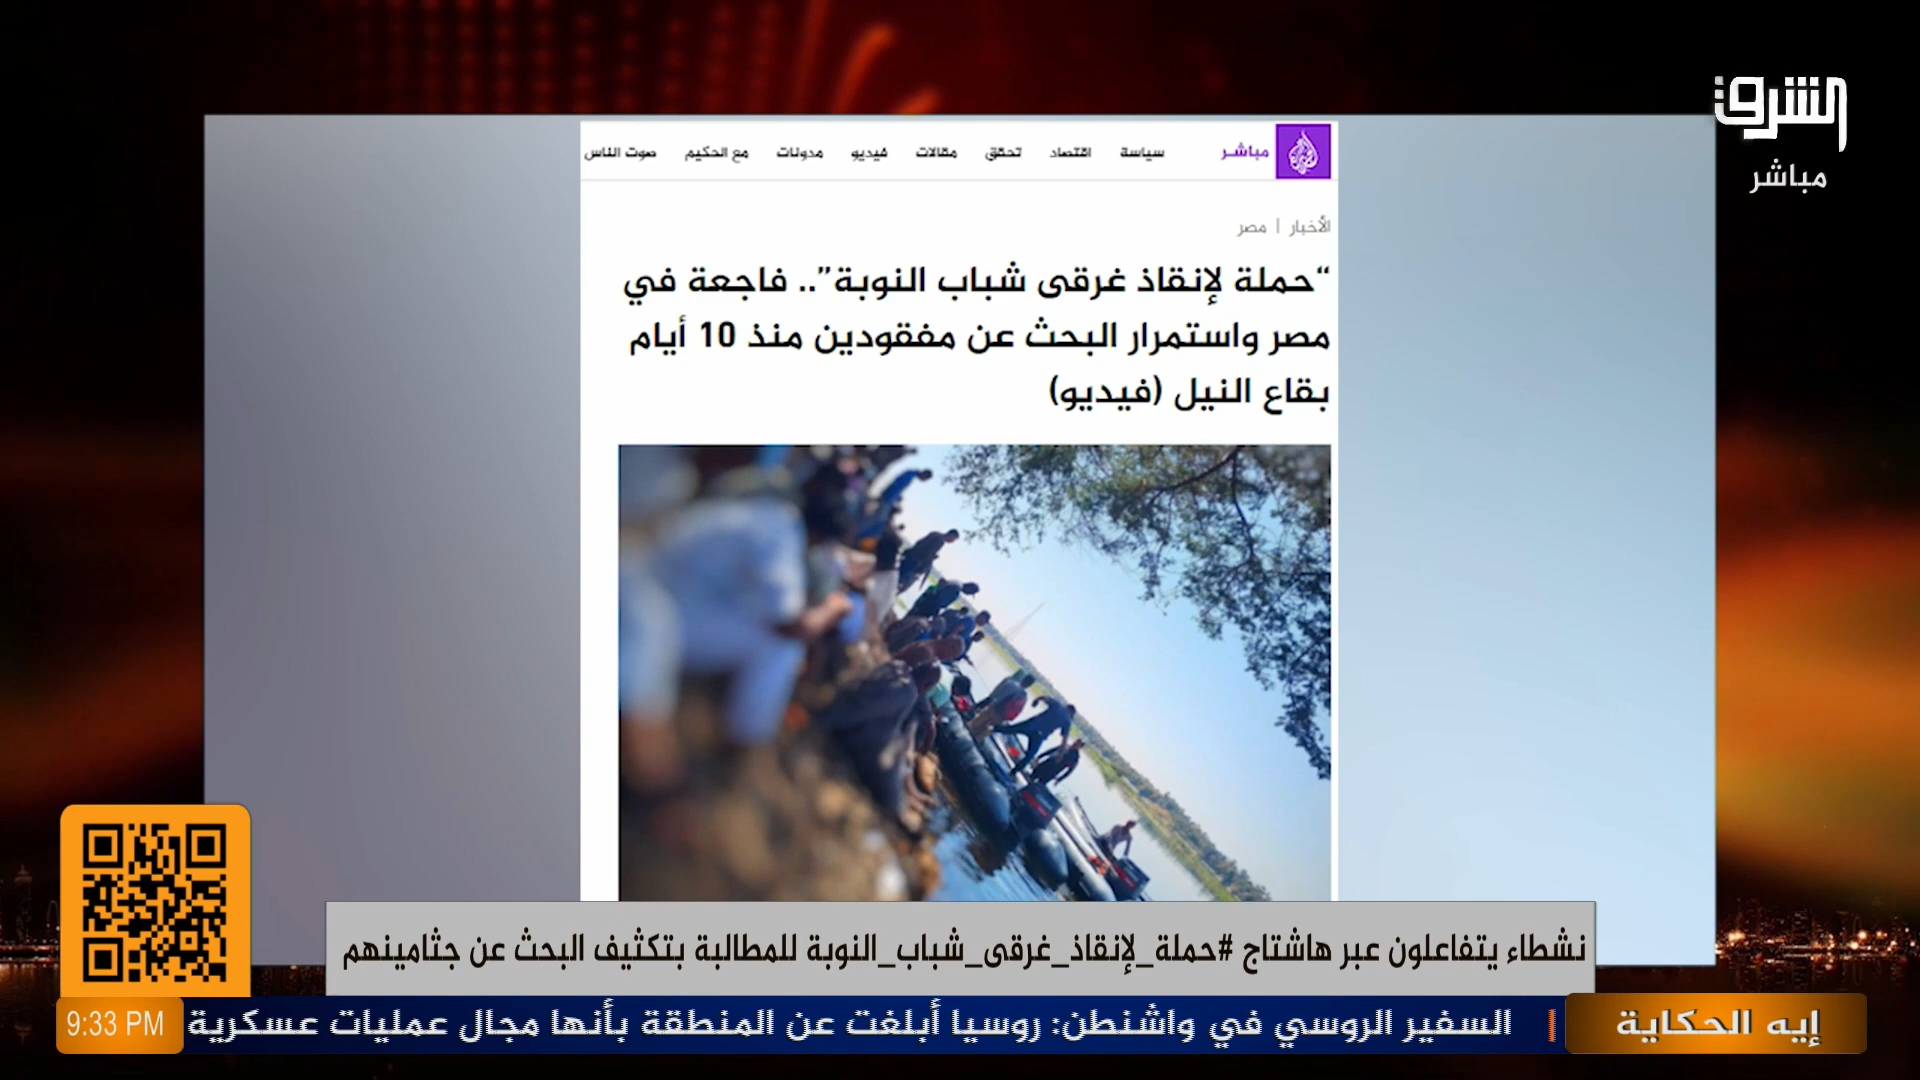 الشرق
مباشر
مباشر سياسة اقتصاد تحقق مقالات فيديو مدونات مع الحكيم صوت الناس
الأخبار | مصر
“حملة لإنقاذ غرقى شباب النوبة”.. فاجعة في
مصر واستمرار البحث عن مفقودين منذ 10 أيام
بقاع النيل (فيديو)
نشطاء يتفاعلون عبر هاشتاج #حملة_لإنقاذ_غرقى_شباب_النوبة للمطالبة بتكثيف البحث عن جثامينهم
إيه الحكاية | السفير الروسي في واشنطن: روسيا أبلغت عن المنطقة بأنها مجال عمليات عسكرية
9:33 PM